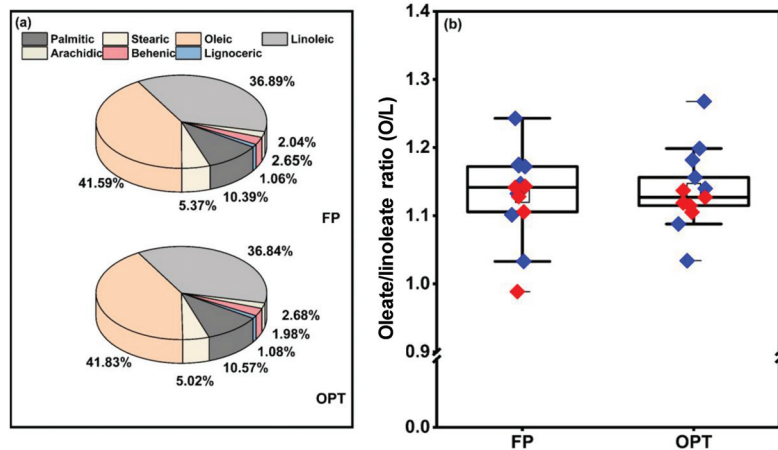 (a)
Palmitic Stearic Oleic Linoleic
Arachidic Behenic Lignoceric
36.89%
2.04%
2.65%
1.06%
10.39%
5.37%
41.59%
FP
36.84%
2.68%
1.98%
1.08%
10.57%
5.02%
41.83%
OPT
(b)
Oleate/linoleate ratio (O/L)
1.4
1.3
1.2
1.1
1.0
0.9
0.0
FP OPT